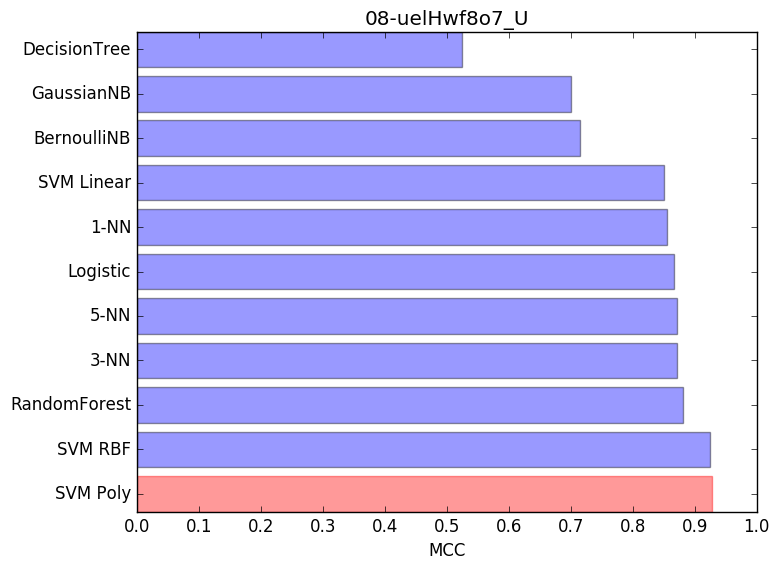 08-uelHwf8o7_U
DecisionTree
GaussianNB
BernoulliNB
SVM Linear
1-NN
Logistic
5-NN
3-NN
RandomForest
SVM RBF
SVM Poly
0.0 0.1 0.2 0.3 0.4 0.5 0.6 0.7 0.8 0.9 1.0
MCC